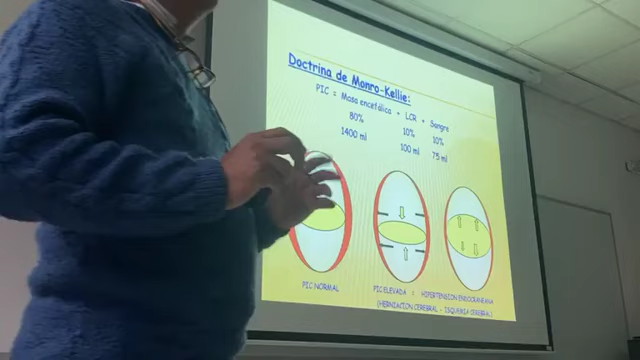 Doctrina de Monro-Kellie:
PIC = Masa encefálica + LCR + Sangre
80% 10% 10%
1400 ml 100 ml 75 ml
PIC NORMAL
PIC ELEVADA = HIPERTENSION ENDOCRANEANA
(HERNIACION CEREBRAL - ISQUEMIA CEREBRAL)